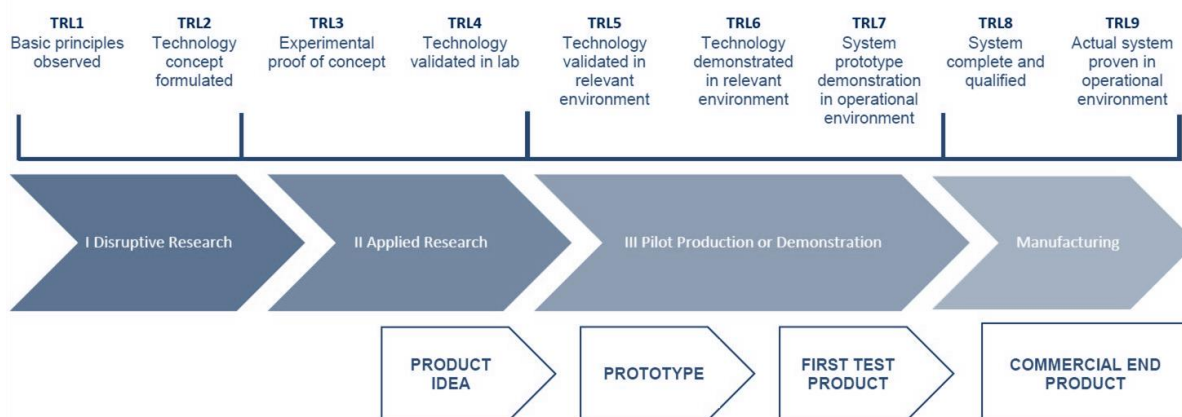 TRL1
Basic principles
observed
TRL2
Technology
concept
formulated
TRL3
Experimental
proof of concept
TRL4
Technology
validated in lab
TRL5
Technology
validated in
relevant
environment
TRL6
Technology
demonstrated
in relevant
environment
TRL7
System
prototype
demonstration
in operational
environment
TRL8
System
complete and
qualified
TRL9
Actual system
proven in
operational
environment
I Disruptive Research
II Applied Research
III Pilot Production or Demonstration
Manufacturing
PRODUCT
IDEA
PROTOTYPE
FIRST TEST
PRODUCT
COMMERCIAL END
PRODUCT